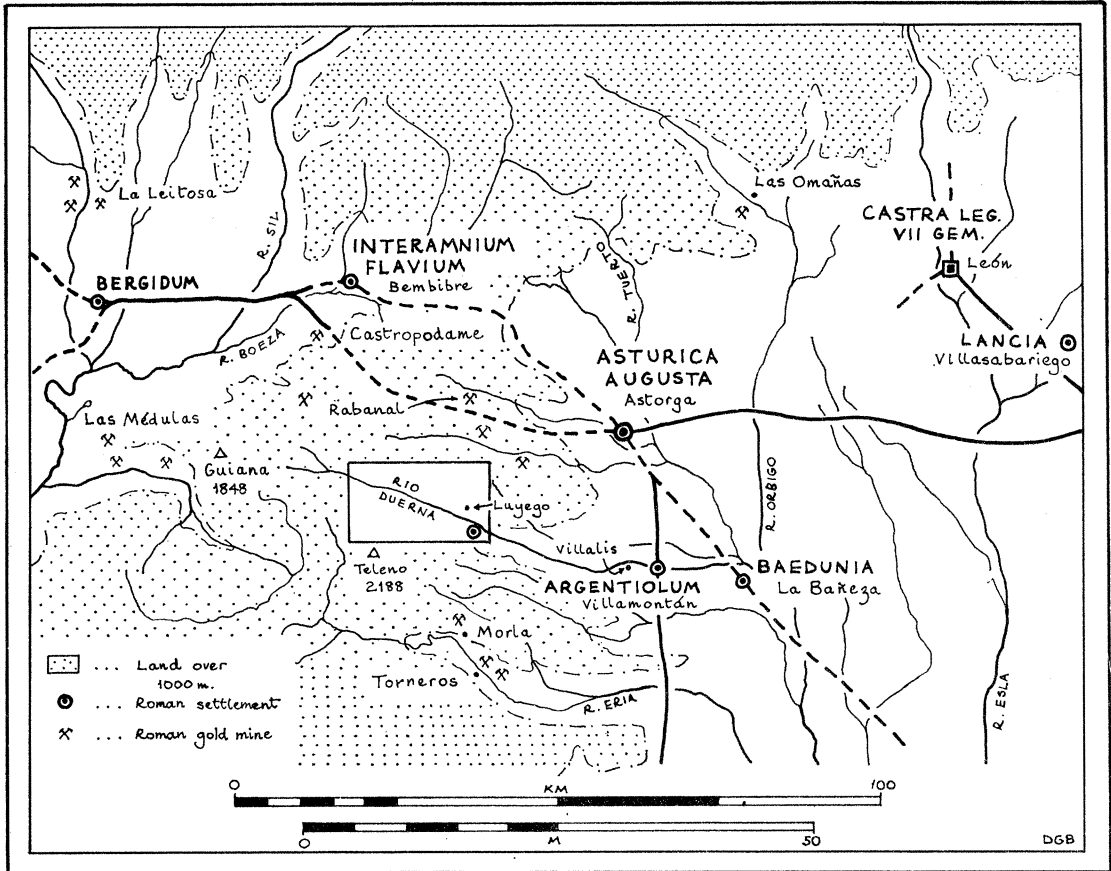 La Leitosa
R. SIL
Las Omañas
CASTRA LEG.
VII GEM.
León
INTERAMNIUM
FLAVIUM
Bembibre
R. TUERTO
BERGIDUM
LANCIA
Villasabariego
R. BOEZA
Castropodame
ASTURICA
AUGUSTA
Astorga
Rabanal
Las Médulas
Guiana
1848
RIO
DUERNA
Luyego
R. ORBIGO
Teleno
2188
Villalis
ARGENTIOLUM
Villamontán
BAEDUNIA
La Bañeza
Morla
Torneros
R. ERIA
R. ESLA
... Land over
1000 m.
... Roman settlement
... Roman gold mine
0 KM 100
0 M 50
DGB